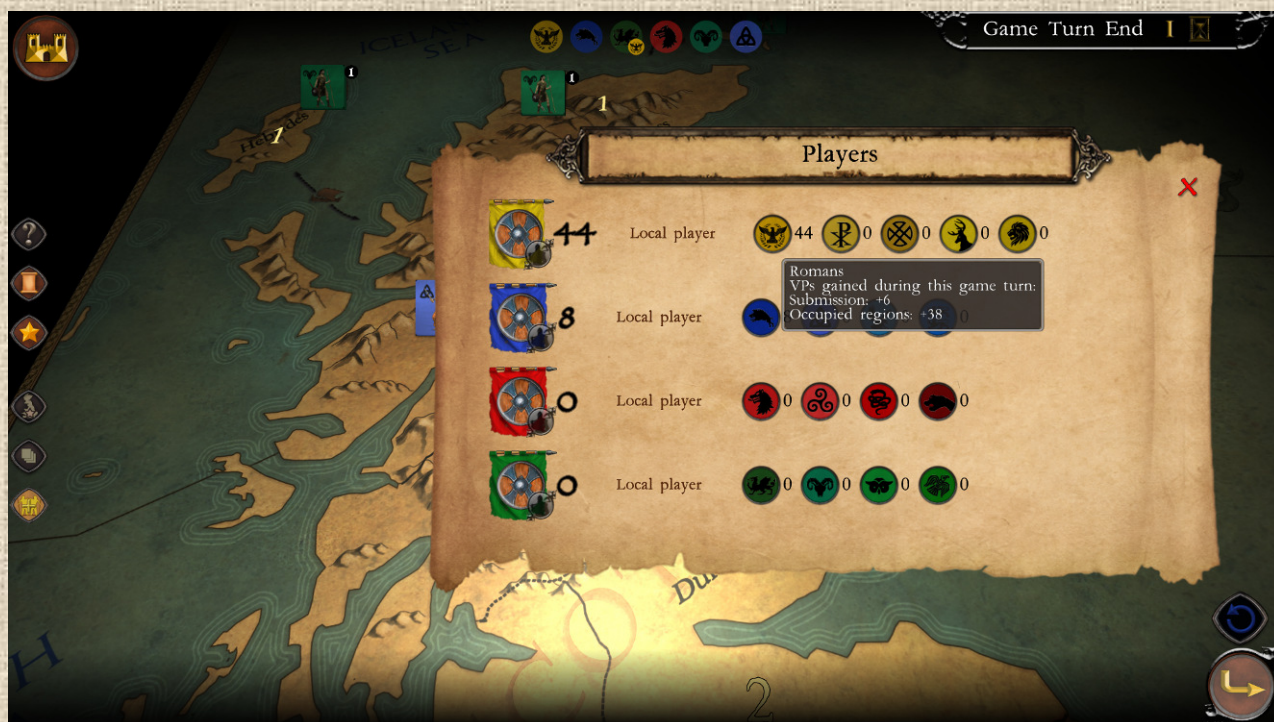 ICELAND
SEA
Game Turn End I
1
1
1
Hebrides
1
Players
44
Local player
44
0
0
0
0
Romans
VPs gained during this game turn:
Submission: +6
Occupied regions: +38
8
Local player
0
0
Local player
0
0
0
0
0
Local player
0
0
0
0
2
H